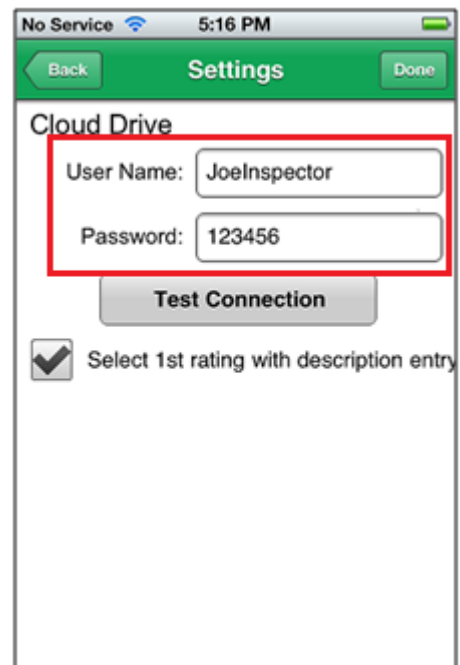 No Service 5:16 PM
Back Settings Done
Cloud Drive
User Name: JoeInspector
Password: 123456
Test Connection
Select 1st rating with description entry